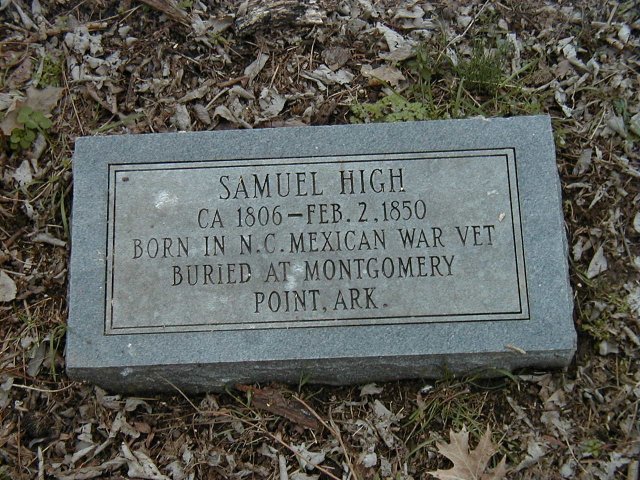 SAMUEL HIGH
CA 1806 - FEB. 2, 1850
BORN IN N.C. MEXICAN WAR VET
BURIED AT MONTGOMERY
POINT, ARK.